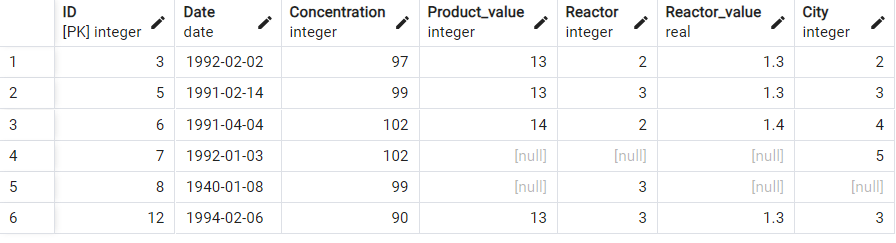 ID Date Concentration Product_value Reactor Reactor_value City
[PK] integer date integer integer integer real integer
1 3 1992-02-02 97 13 2 1.3 2
2 5 1991-02-14 99 13 3 1.3 3
3 6 1991-04-04 102 14 2 1.4 4
4 7 1992-01-03 102 [null] [null] [null] 5
5 8 1940-01-08 99 [null] 3 [null] [null]
6 12 1994-02-06 90 13 3 1.3 3